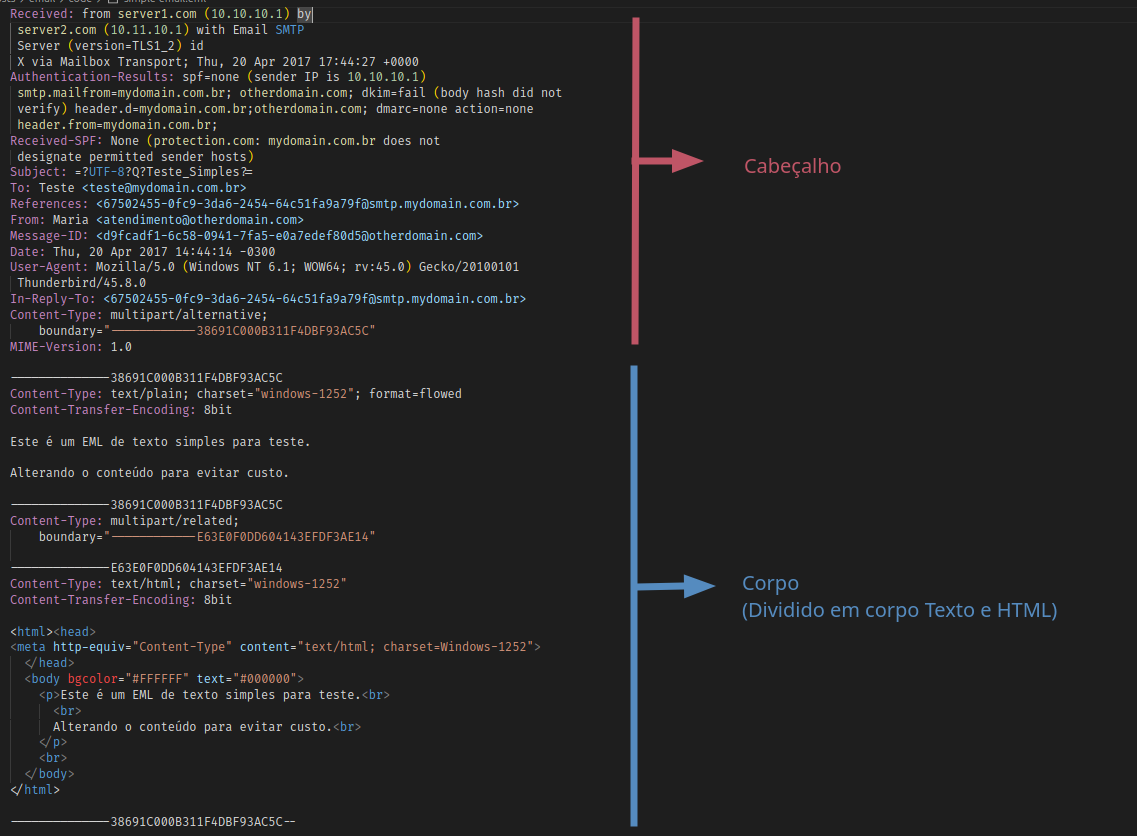 Received: from server1.com (10.10.10.1) by
server2.com (10.11.10.1) with Email SMTP
Server (version=TLS1_2) id
X via Mailbox Transport; Thu, 20 Apr 2017 17:44:27 +0000
Authentication-Results: spf=none (sender IP is 10.10.10.1)
smtp.mailfrom=mydomain.com.br; otherdomain.com; dkim=fail (body hash did not
verify) header.d=mydomain.com.br;otherdomain.com; dmarc=none action=none
header.from=mydomain.com.br;
Received-SPF: None (protection.com: mydomain.com.br does not
designate permitted sender hosts)
Subject: =?UTF-8?Q?Teste_Simples?=
To: Teste <teste@mydomain.com.br>
References: <67502455-0fc9-3da6-2454-64c51fa9a79f@smtp.mydomain.com.br>
From: Maria <atendimento@otherdomain.com>
Message-ID: <d9fcadf1-6c58-0941-7fa5-e0a7edef80d5@otherdomain.com>
Date: Thu, 20 Apr 2017 14:44:14 -0300
User-Agent: Mozilla/5.0 (Windows NT 6.1; WOW64; rv:45.0) Gecko/20100101
Thunderbird/45.8.0
In-Reply-To: <67502455-0fc9-3da6-2454-64c51fa9a79f@smtp.mydomain.com.br>
Content-Type: multipart/alternative;
boundary="------------38691C000B311F4DBF93AC5C"
MIME-Version: 1.0
Cabeçalho
--------------38691C000B311F4DBF93AC5C
Content-Type: text/plain; charset="windows-1252"; format=flowed
Content-Transfer-Encoding: 8bit
Este é um EML de texto simples para teste.
Alterando o conteúdo para evitar custo.
--------------38691C000B311F4DBF93AC5C
Content-Type: multipart/related;
boundary="------------E63E0F0DD604143EFDF3AE14"
--------------E63E0F0DD604143EFDF3AE14
Content-Type: text/html; charset="windows-1252"
Content-Transfer-Encoding: 8bit
<html><head>
<meta http-equiv="Content-Type" content="text/html; charset=Windows-1252">
</head>
<body bgcolor="#FFFFFF" text="#000000">
<p>Este é um EML de texto simples para teste.<br>
<br>
Alterando o conteúdo para evitar custo.<br>
</p>
<br>
</body>
</html>
--------------38691C000B311F4DBF93AC5C--
Corpo
(Dividido em corpo Texto e HTML)